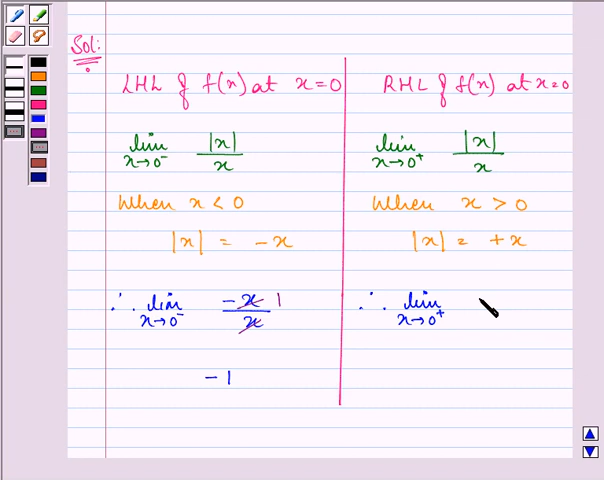 Sol:
LHL of f(x) at x=0
lim x→0⁻ |x|/x
When x < 0
|x| = -x
∴ lim x→0⁻ -x 1/x
-1
RHL of f(x) at x=0
lim x→0⁺ |x|/x
When x > 0
|x| = +x
∴ lim x→0⁺